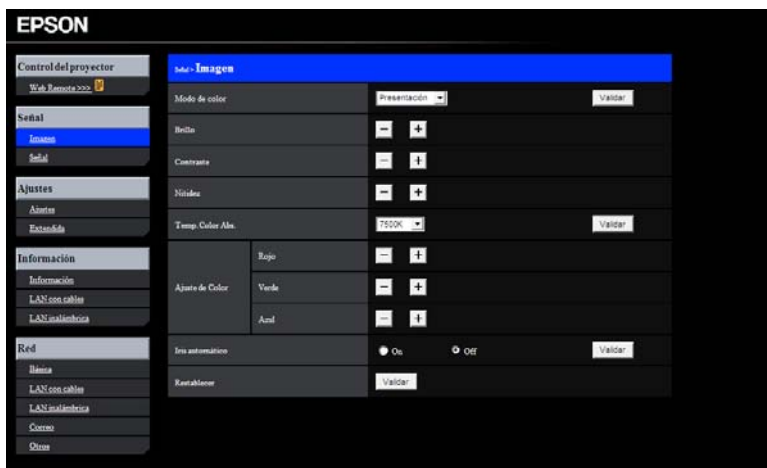 EPSON
Control del proyector
Web Remote >>>
Señal
Imagen
Señal
Ajustes
Ajustes
Extendida
Información
Información
LAN con cables
LAN inalámbrica
Red
Básica
LAN con cables
LAN inalámbrica
Correo
Otros
Señal > Imagen
Modo de color Presentación Validar
Brillo − +
Contraste − +
Nitidez − +
Temp. Color Abs. 7500K Validar
Ajuste de Color
Rojo − +
Verde − +
Azul − +
Iris automático On Off Validar
Restablecer Validar